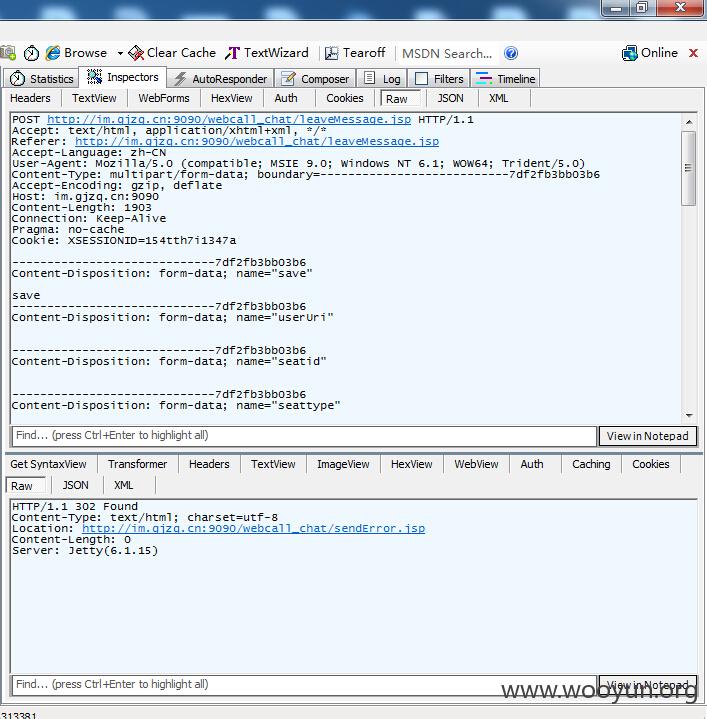 Browse Clear Cache TextWizard Tearoff MSDN Search... Online
Statistics Inspectors AutoResponder Composer Log Filters Timeline
Headers TextView WebForms HexView Auth Cookies Raw JSON XML
POST http://im.gjzq.cn:9090/webcall_chat/leaveMessage.jsp HTTP/1.1
Accept: text/html, application/xhtml+xml, */*
Referer: http://im.gjzq.cn:9090/webcall_chat/leaveMessage.jsp
Accept-Language: zh-CN
User-Agent: Mozilla/5.0 (compatible; MSIE 9.0; Windows NT 6.1; WOW64; Trident/5.0)
Content-Type: multipart/form-data; boundary=---------------------------7df2fb3bb03b6
Accept-Encoding: gzip, deflate
Host: im.gjzq.cn:9090
Content-Length: 1903
Connection: Keep-Alive
Pragma: no-cache
Cookie: XSESSIONID=154tth7i1347a
-----------------------------7df2fb3bb03b6
Content-Disposition: form-data; name="save"
save
-----------------------------7df2fb3bb03b6
Content-Disposition: form-data; name="userUri"
-----------------------------7df2fb3bb03b6
Content-Disposition: form-data; name="seatid"
-----------------------------7df2fb3bb03b6
Content-Disposition: form-data; name="seattype"
Find... (press Ctrl+Enter to highlight all) View in Notepad
Get SyntaxView Transformer Headers TextView ImageView HexView WebView Auth Caching Cookies
Raw JSON XML
HTTP/1.1 302 Found
Content-Type: text/html; charset=utf-8
Location: http://im.gjzq.cn:9090/webcall_chat/sendError.jsp
Content-Length: 0
Server: Jetty(6.1.15)
Find... (press Ctrl+Enter to highlight all) View in Notepad
www.wooyun.org
313381